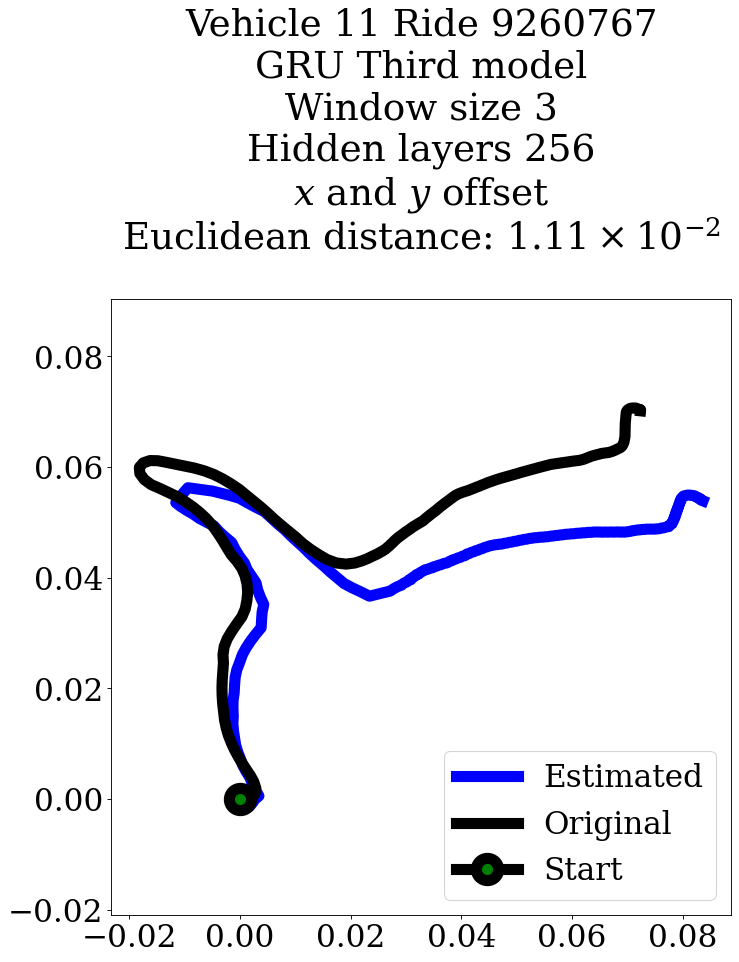 Vehicle 11 Ride 9260767
GRU Third model
Window size 3
Hidden layers 256
x and y offset
Euclidean distance: 1.11 × 10⁻²
0.08
0.06
0.04
0.02
0.00
−0.02
−0.02 0.00 0.02 0.04 0.06 0.08
Estimated
Original
Start